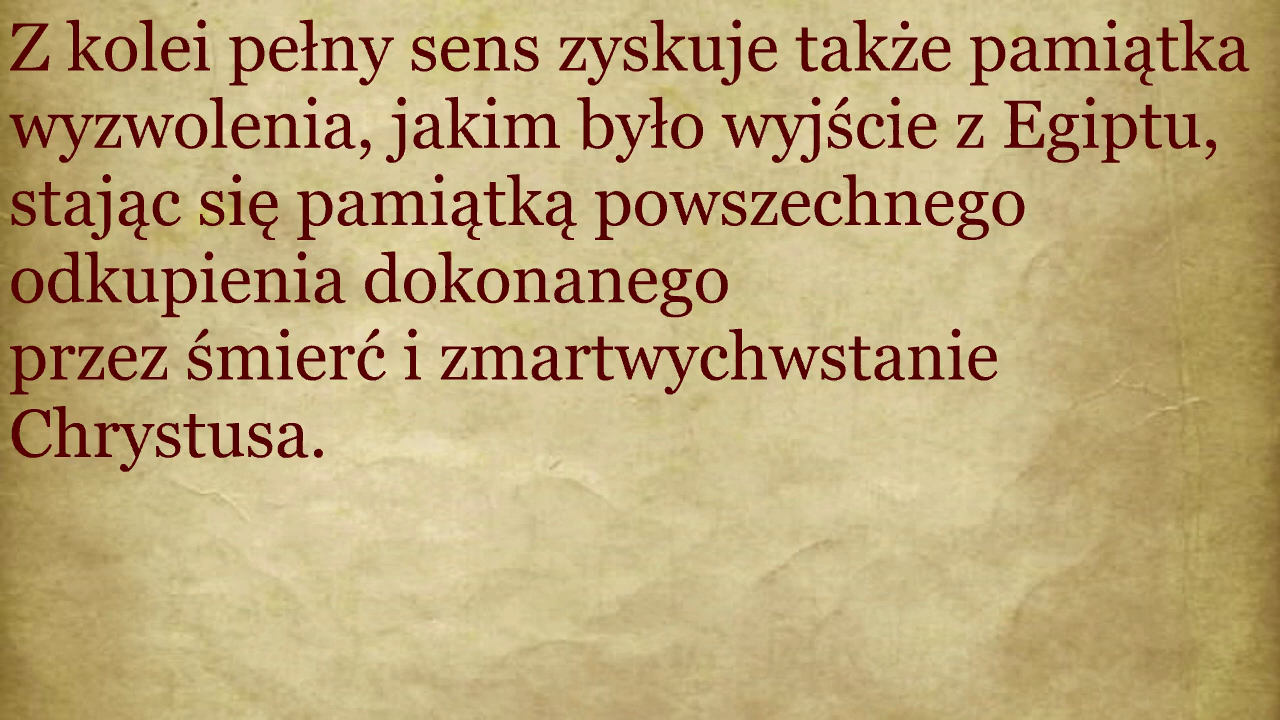 Z kolei pełny sens zyskuje także pamiątka
wyzwolenia, jakim było wyjście z Egiptu,
stając się pamiątką powszechnego
odkupienia dokonanego
przez śmierć i zmartwychwstanie
Chrystusa.